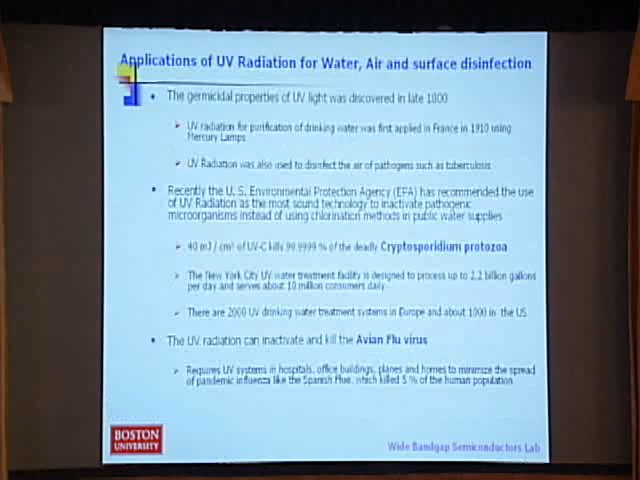 Applications of UV Radiation for Water, Air and surface disinfection
• The germicidal properties of UV light was discovered in late 1800
➢ UV radiation for purification of drinking water was first applied in France in 1910 using
Mercury Lamps
➢ UV Radiation was also used to disinfect the air of pathogens such as tuberculosis
• Recently the U. S. Environmental Protection Agency (EPA) has recommended the use
of UV Radiation as the most sound technology to inactivate pathogenic
microorganisms instead of using chlorination methods in public water supplies
➢ 40 mJ / cm² of UV-C kills 99.9999 % of the deadly Cryptosporidium protozoa
➢ The New York City UV water treatment facility is designed to process up to 2.2 billion gallons
per day and serves about 10 million consumers daily
➢ There are 2000 UV drinking water treatment systems in Europe and about 1000 in the US
• The UV radiation can inactivate and kill the Avian Flu virus
➢ Requires UV systems in hospitals, office buildings, planes and homes to minimize the spread
of pandemic influenza like the Spanish Flue, which killed 5 % of the human population
BOSTON
UNIVERSITY
Wide Bandgap Semiconductors Lab